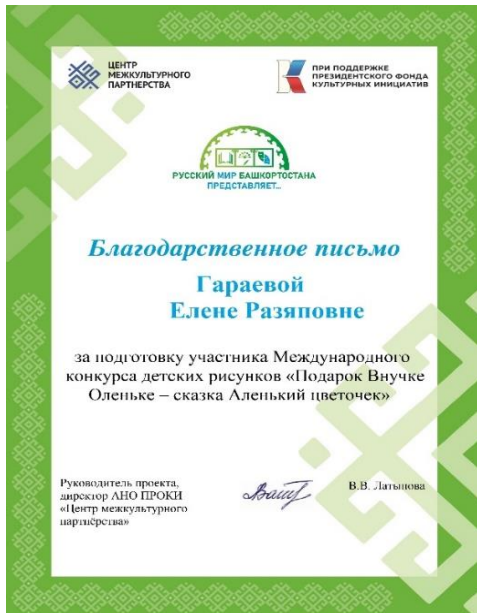 ЦЕНТР
МЕЖКУЛЬТУРНОГО
ПАРТНЕРСТВА
ПРИ ПОДДЕРЖКЕ
ПРЕЗИДЕНТСКОГО ФОНДА
КУЛЬТУРНЫХ ИНИЦИАТИВ
РУССКИЙ МИР БАШКОРТОСТАНА
ПРЕДСТАВЛЯЕТ...
Благодарственное письмо
Гараевой
Елене Разяповне
за подготовку участника Международного
конкурса детских рисунков «Подарок Внучке
Оленьке – сказка Аленький цветочек»
Руководитель проекта,
директор АНО ПРОКИ
«Центр межкультурного
партнёрства»
В.В. Латыпова